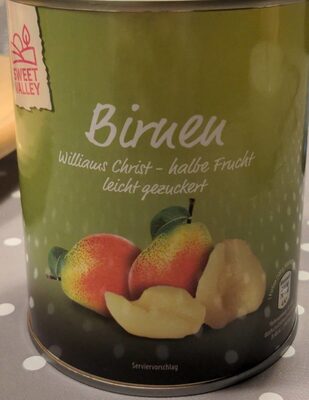 SWEET
VALLEY
Birnen
Williams Christ - halbe Frucht
leicht gezuckert
Serviervorschlag